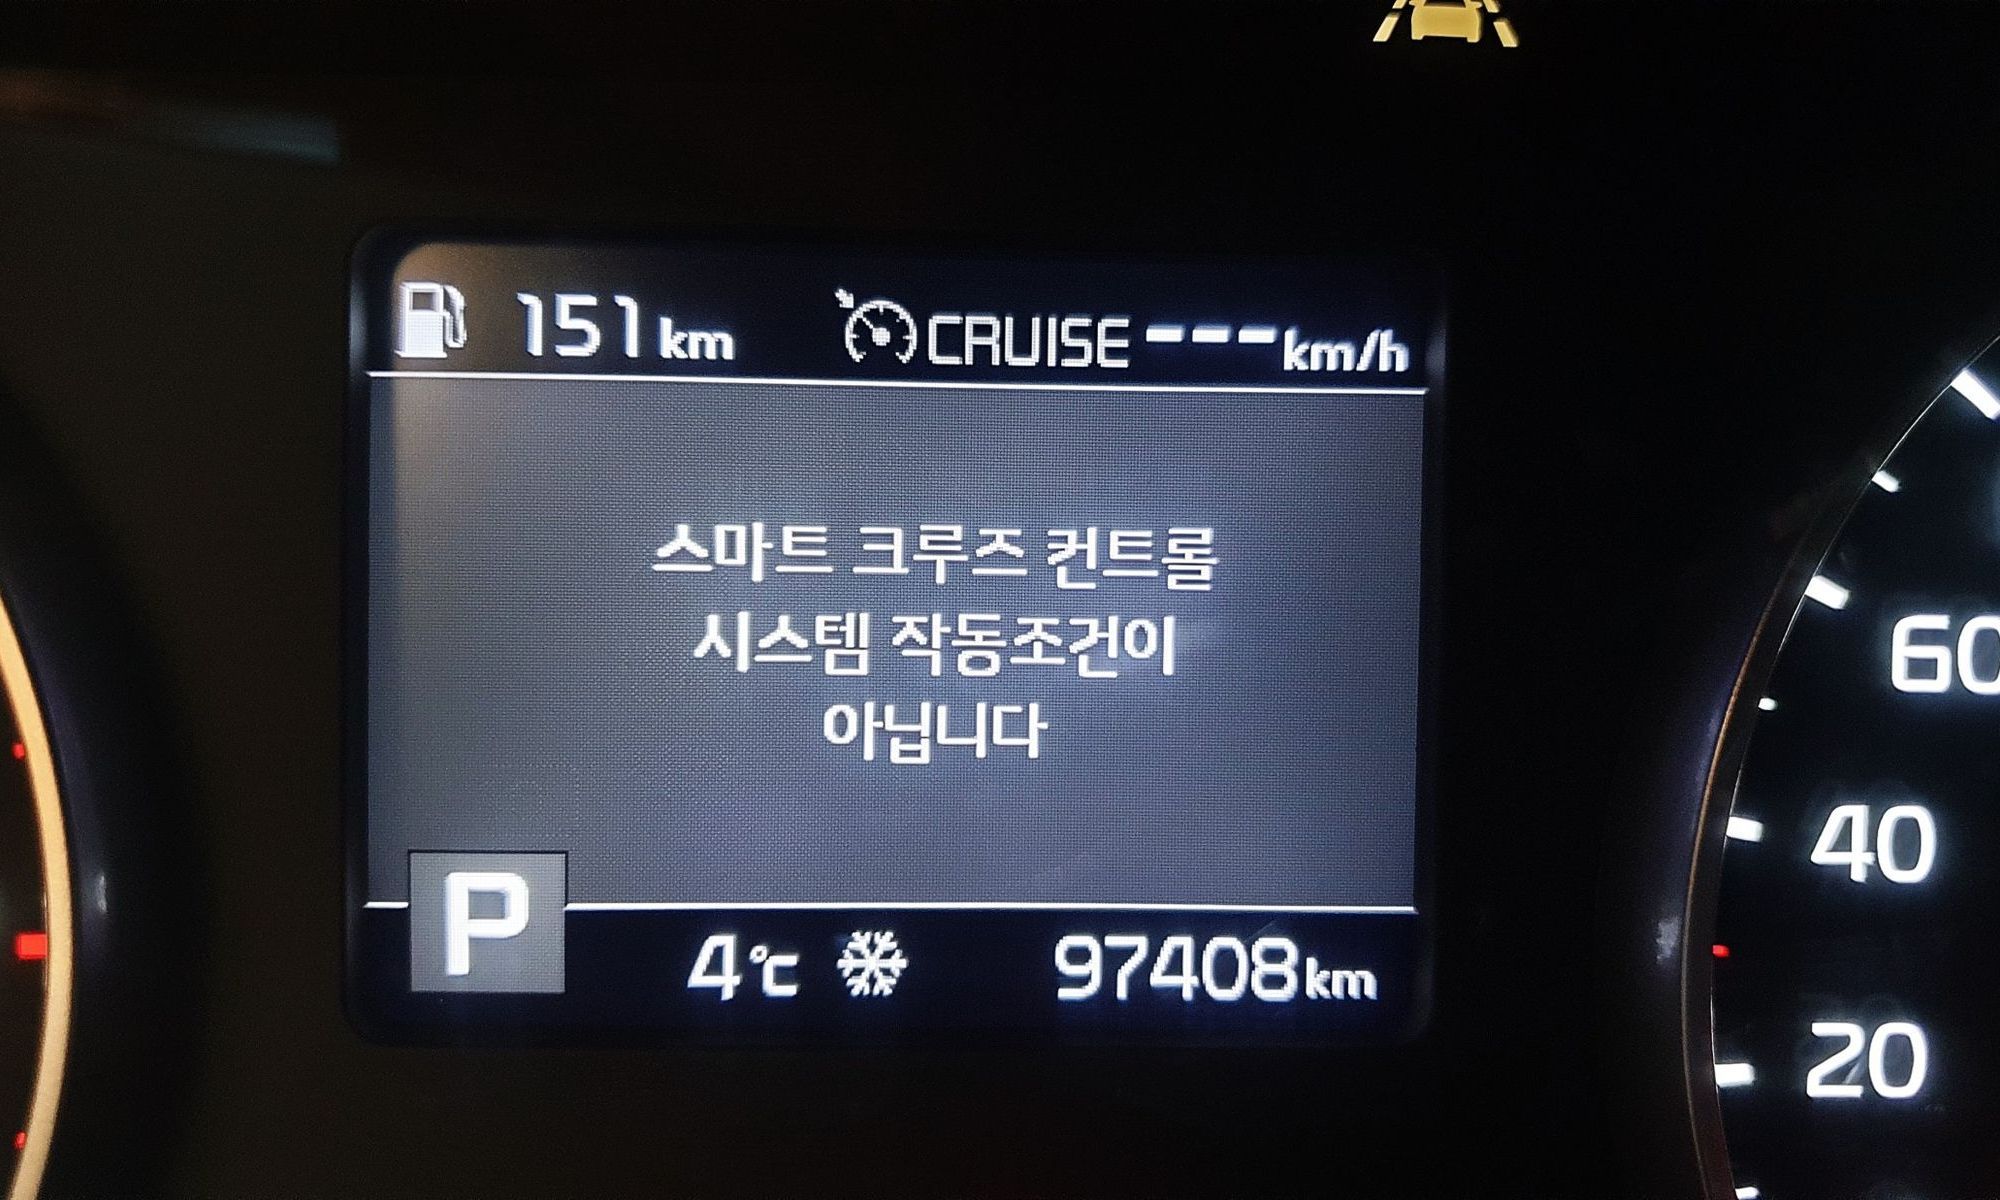 151 km CRUISE ---km/h
스마트 크루즈 컨트롤
시스템 작동조건이
아닙니다
P
4℃ 97408km
60
40
20